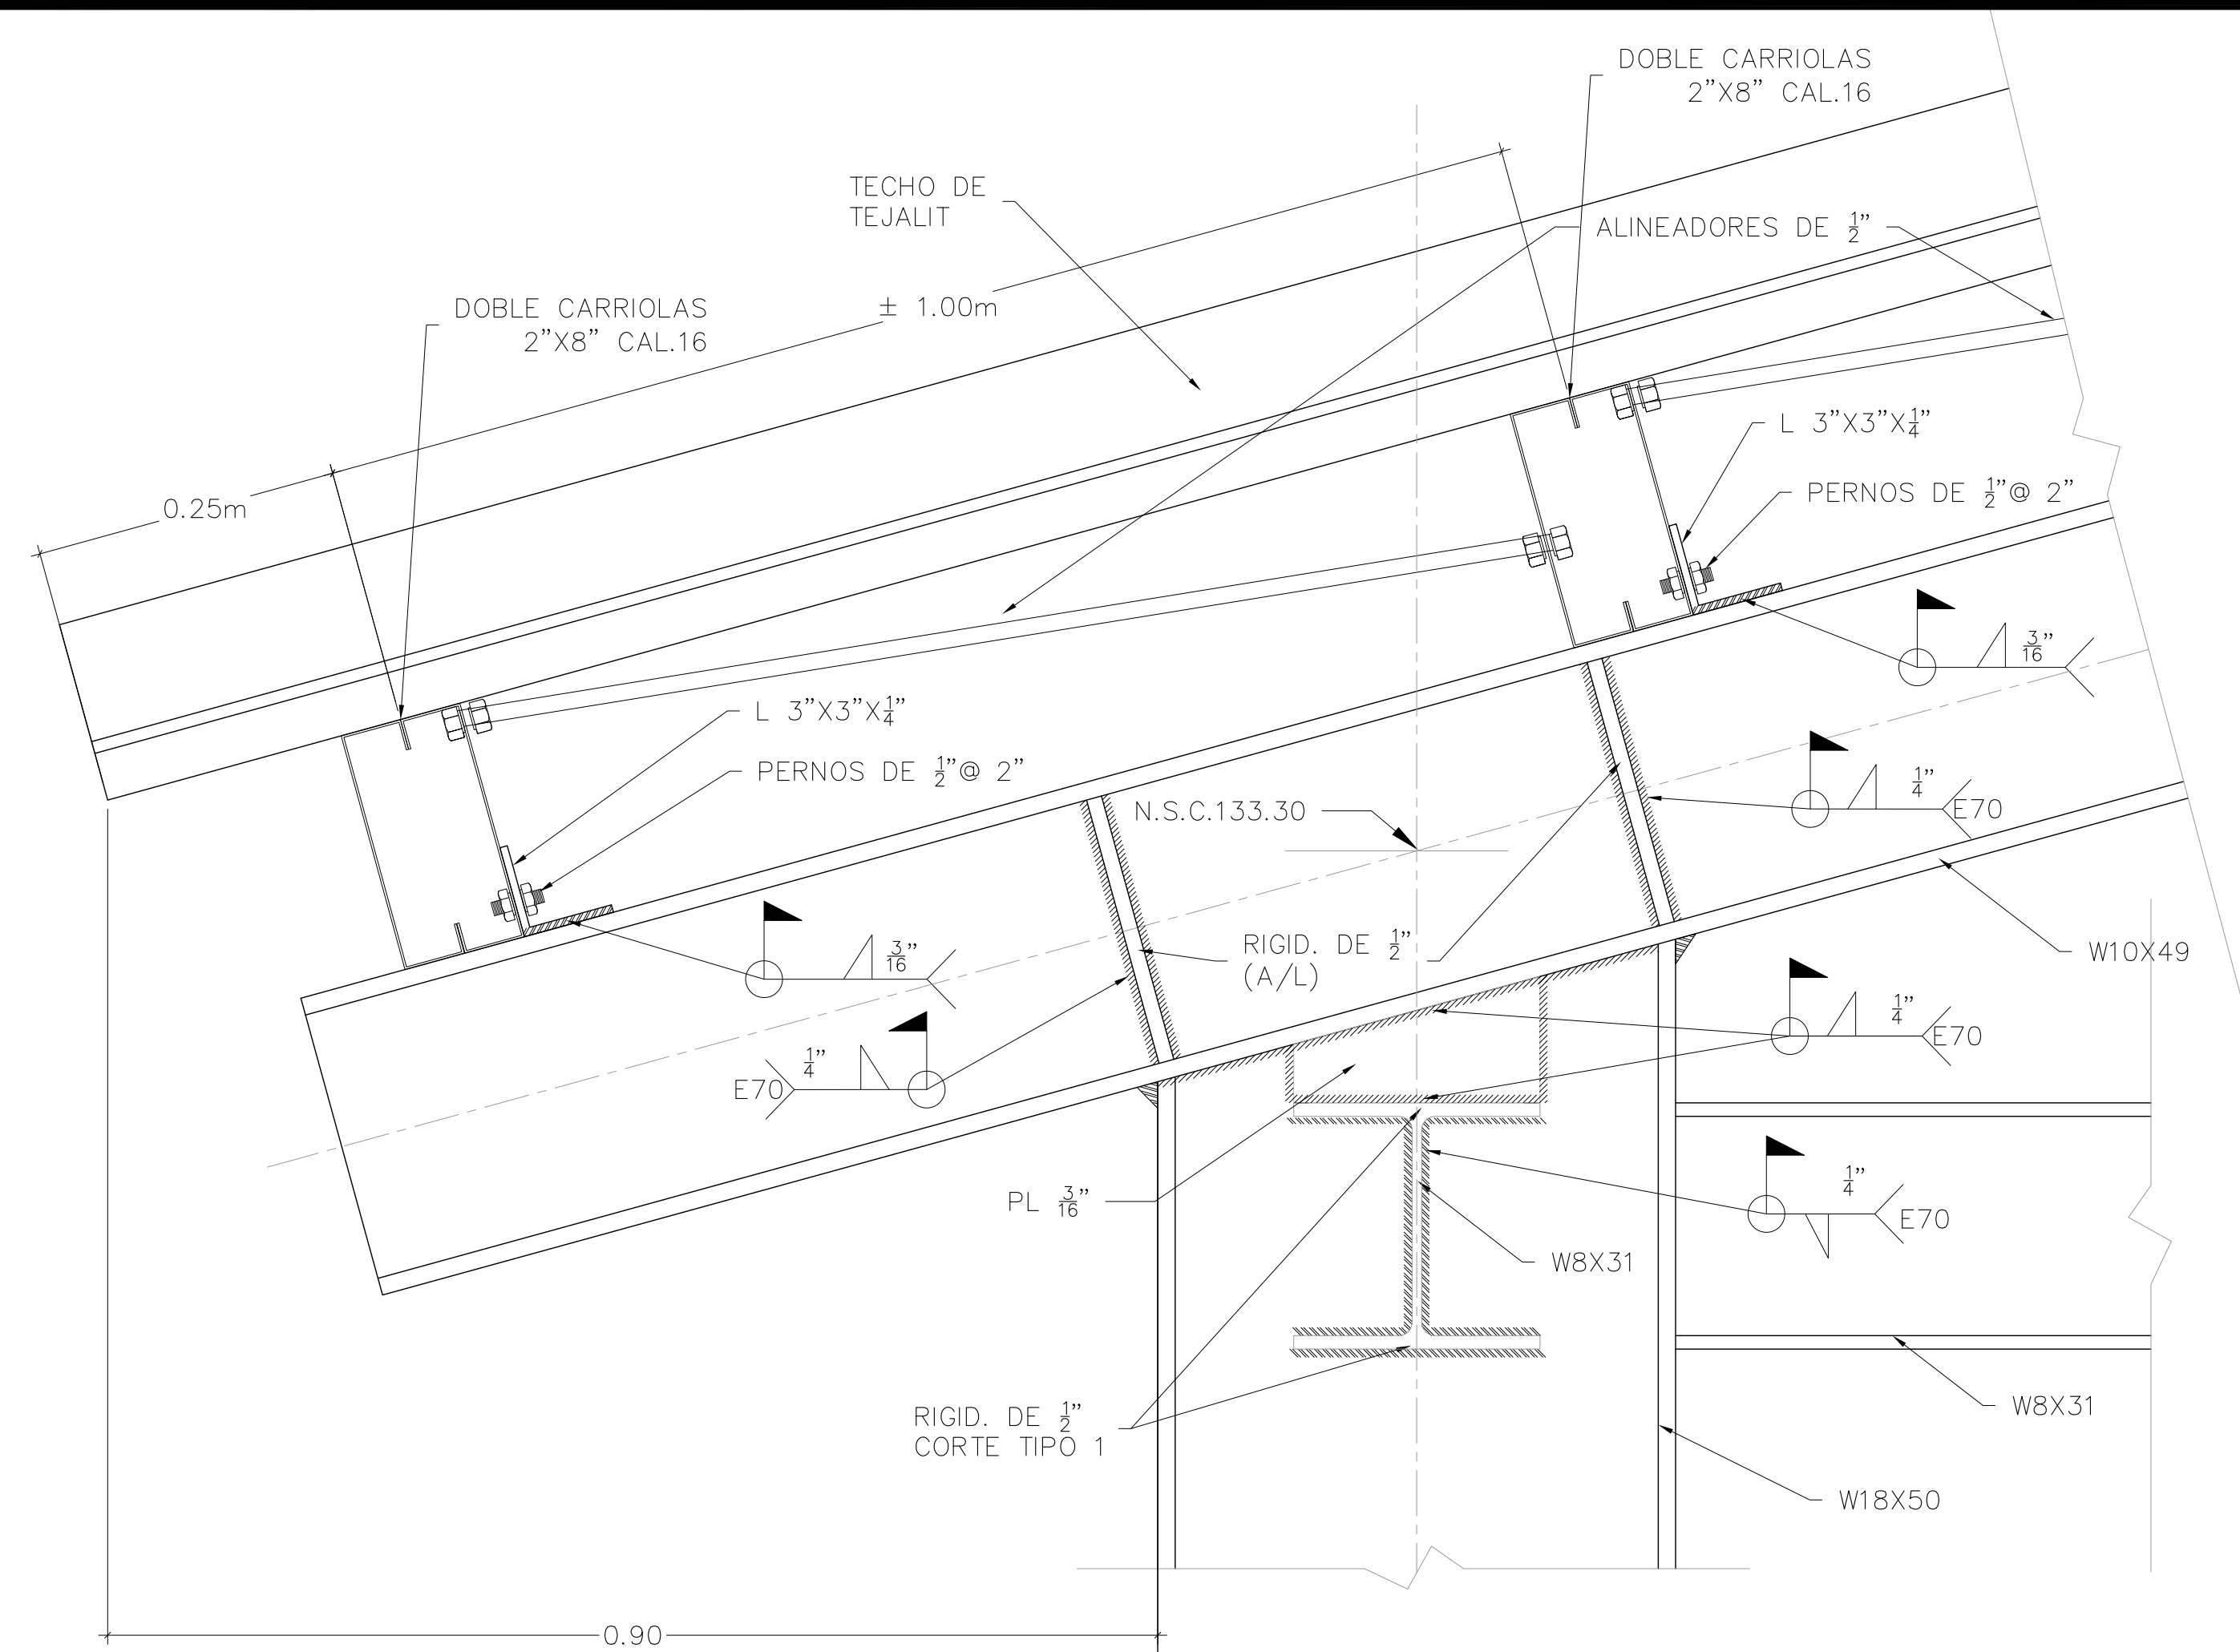 DOBLE CARRIOLAS
2"X8" CAL.16
TECHO DE
TEJALIT
ALINEADORES DE 1/2"
DOBLE CARRIOLAS
2"X8" CAL.16
± 1.00m
0.25m
L 3"X3"X1/4"
PERNOS DE 1/2"@ 2"
3/16"
L 3"X3"X1/4"
PERNOS DE 1/2"@ 2"
N.S.C.133.30
1/4"
E70
RIGID. DE 1/2"
(A/L)
W10X49
3/16"
1/4"
E70
1/4"
E70
PL 3/16"
1/4"
E70
W8X31
RIGID. DE 1/2"
CORTE TIPO 1
W8X31
W18X50
0.90